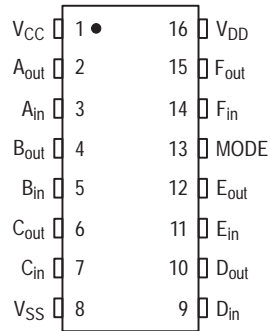 VCC 1 16 VDD
Aout 2 15 Fout
Ain 3 14 Fin
Bout 4 13 MODE
Bin 5 12 Eout
Cout 6 11 Ein
Cin 7 10 Dout
VSS 8 9 Din